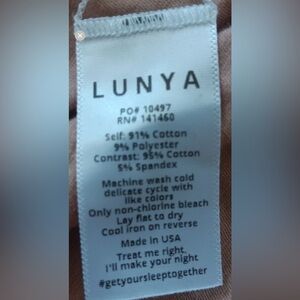 LUNYA
PO# 10497
RN# 141460
Self: 91% Cotton
9% Polyester
Contrast: 95% Cotton
5% Spandex
Machine wash cold
delicate cycle with
like colors
Only non-chlorine bleach
Lay flat to dry
Cool iron on reverse
Made in USA
Treat me right,
I'll make your night
#getyoursleeptogether